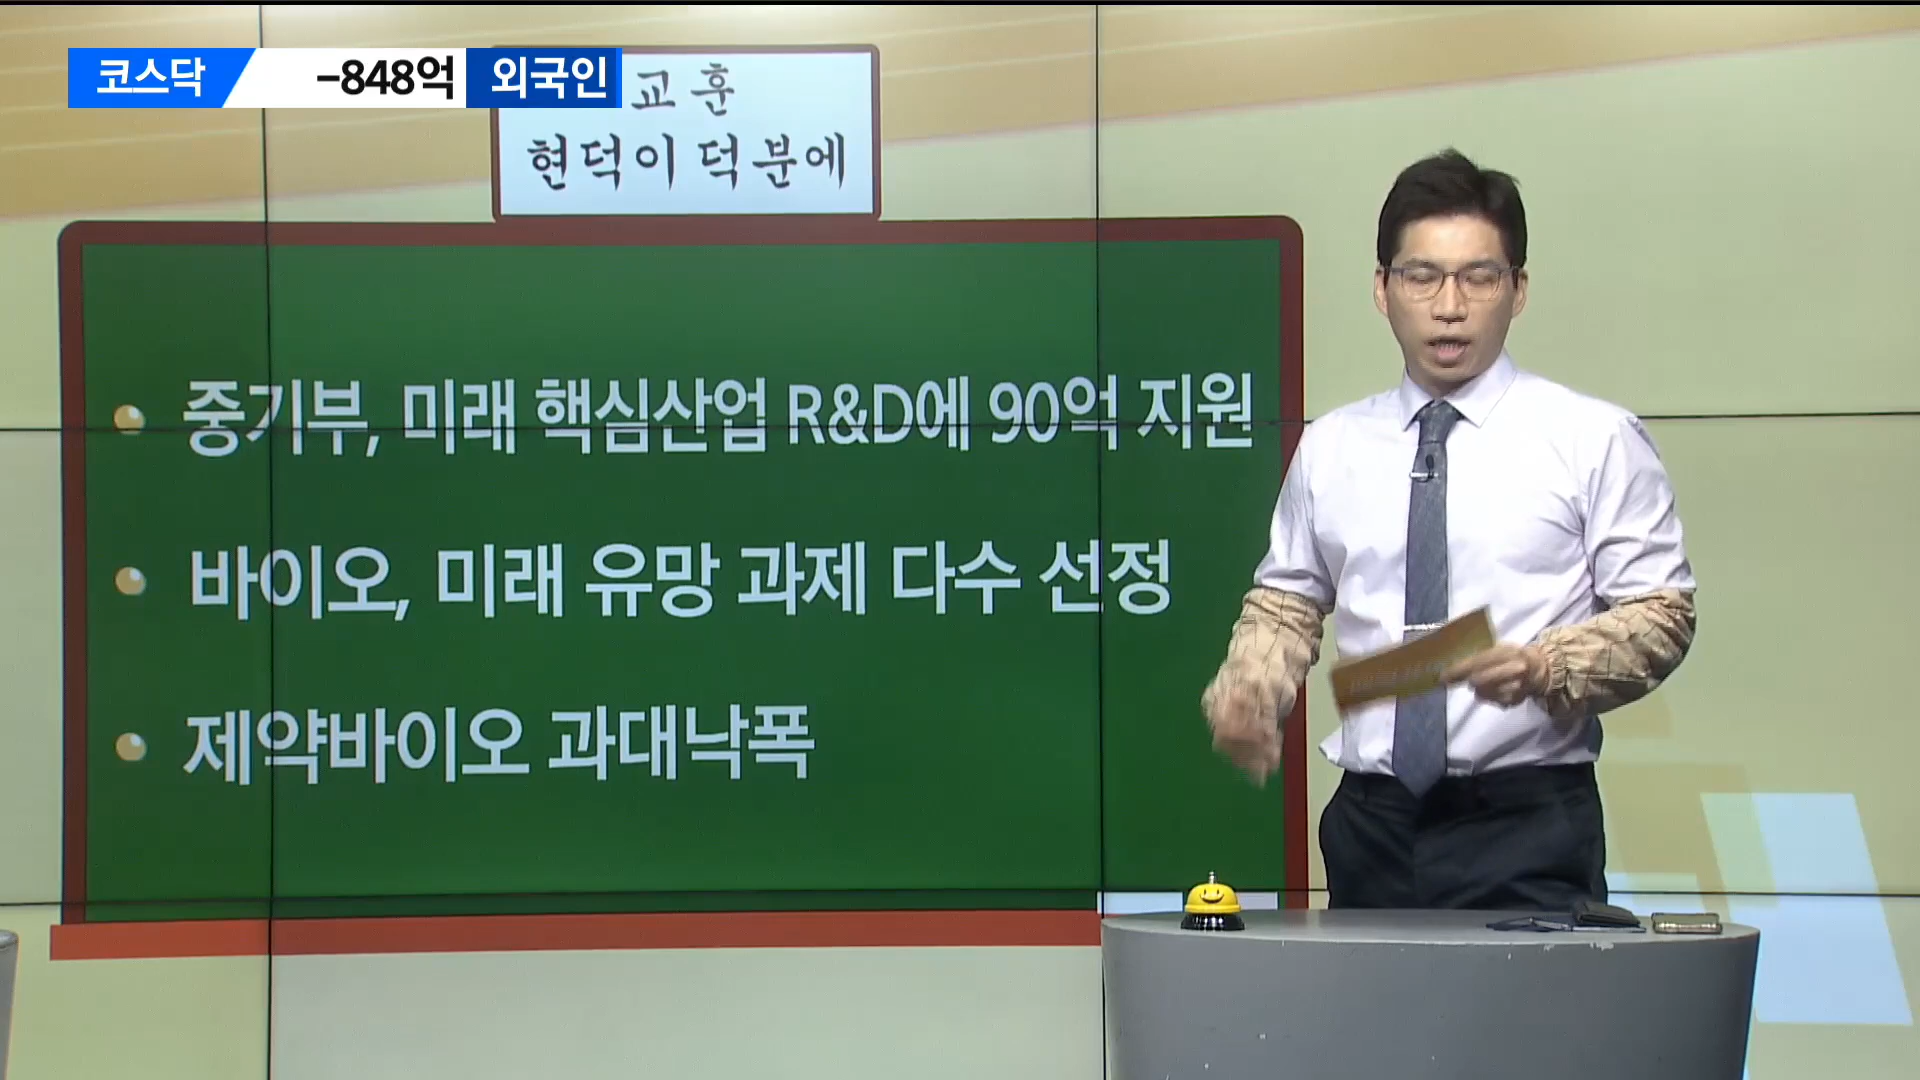 코스닥 -848억 외국인
교훈
현덕이 덕분에
중기부, 미래 핵심산업 R&D에 90억 지원
바이오, 미래 유망 과제 다수 선정
제약바이오 과대낙폭